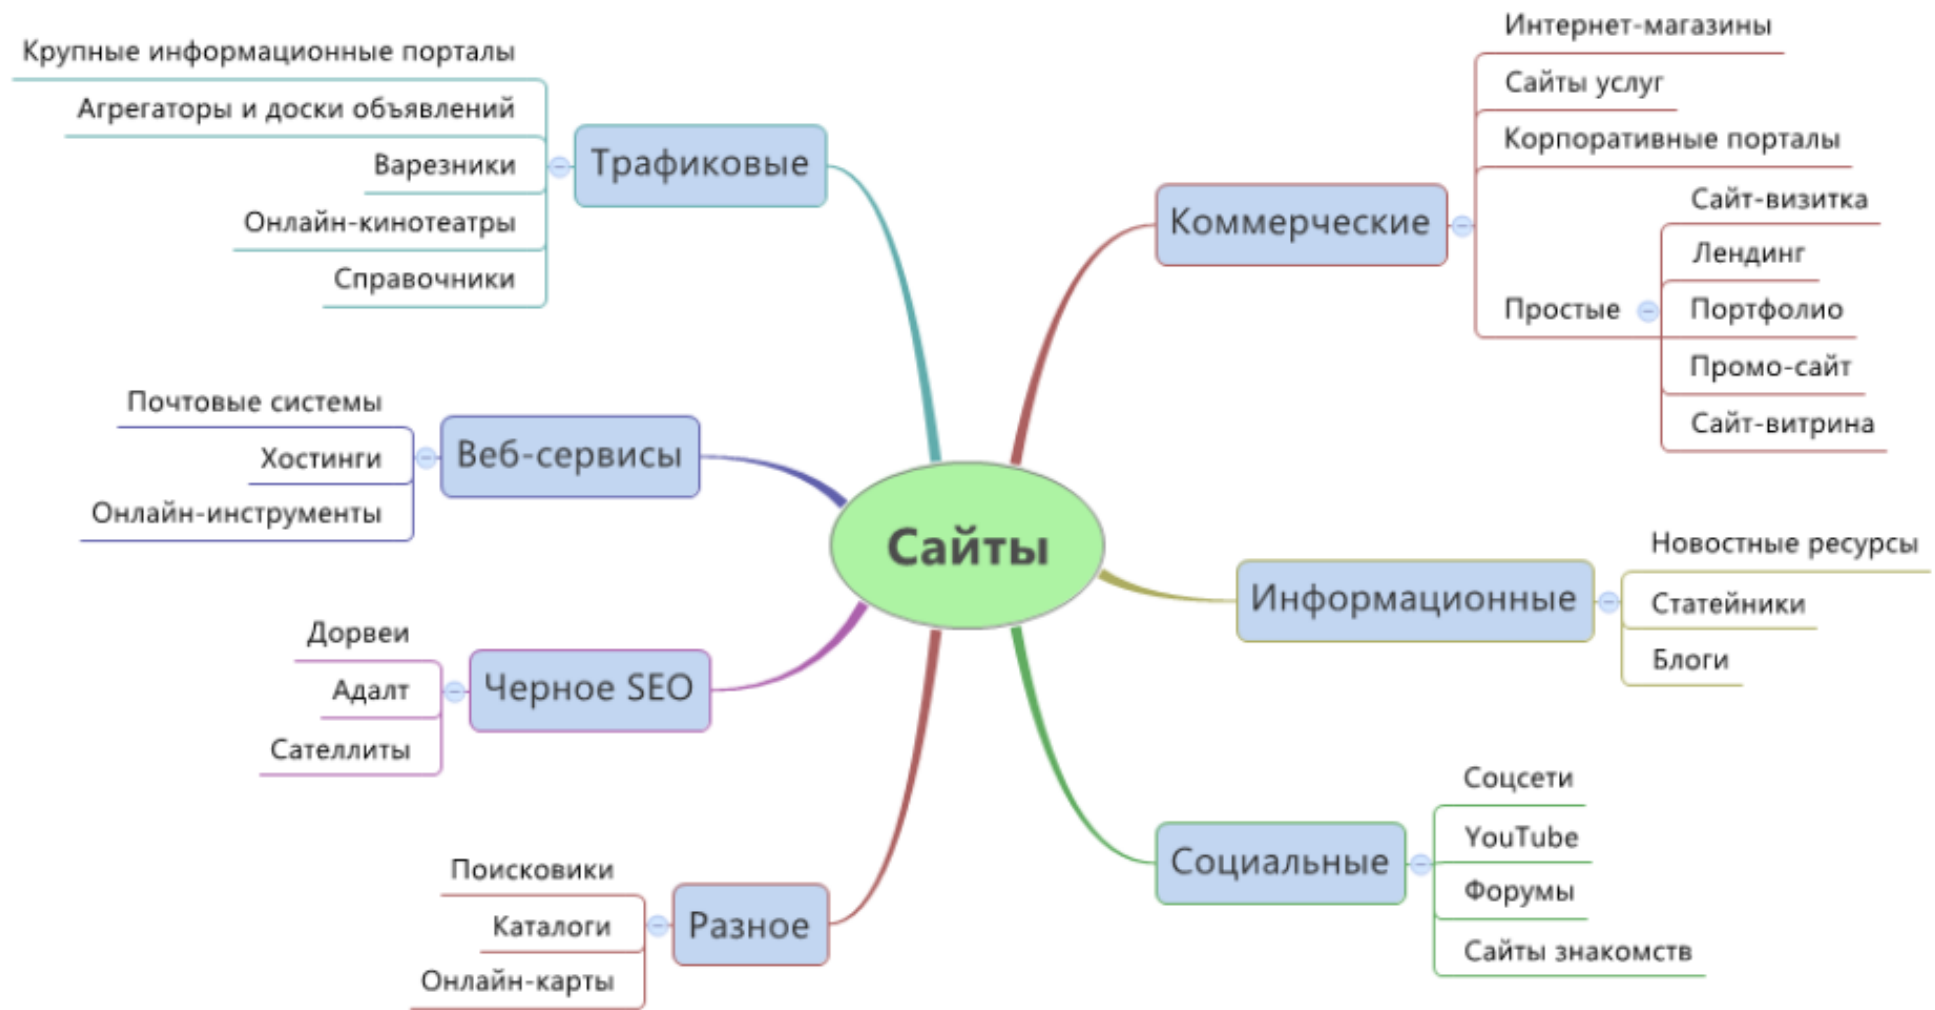 Сайты
Трафиковые
Крупные информационные порталы
Агрегаторы и доски объявлений
Варезники
Онлайн-кинотеатры
Справочники
Веб-сервисы
Почтовые системы
Хостинги
Онлайн-инструменты
Черное SEO
Дорвеи
Адалт
Сателлиты
Разное
Поисковики
Каталоги
Онлайн-карты
Коммерческие
Интернет-магазины
Сайты услуг
Корпоративные порталы
Простые
Сайт-визитка
Лендинг
Портфолио
Промо-сайт
Сайт-витрина
Информационные
Новостные ресурсы
Статейники
Блоги
Социальные
Соцсети
YouTube
Форумы
Сайты знакомств